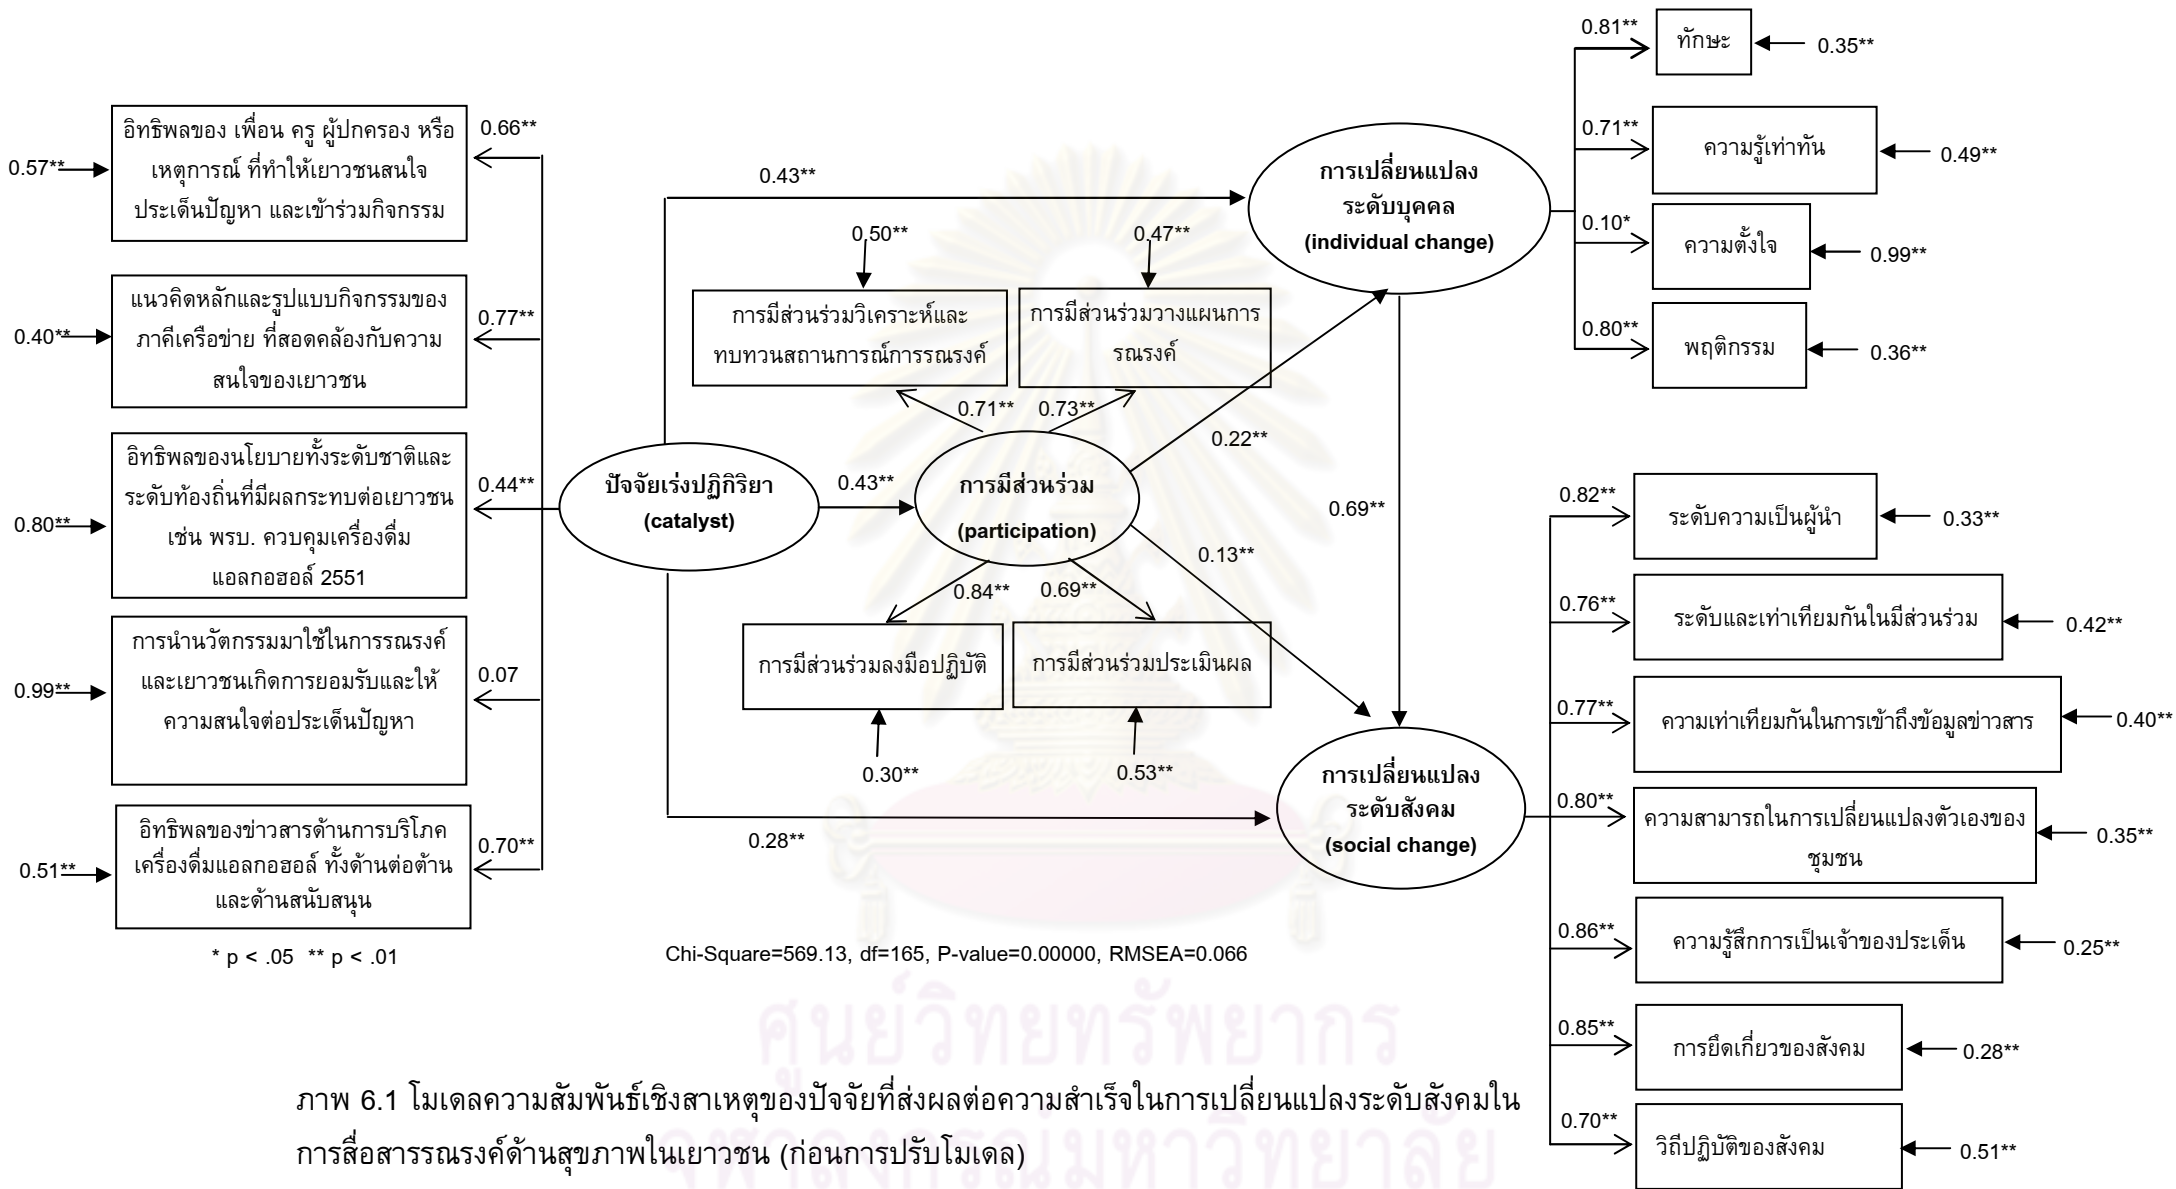 0.57**
อิทธิพลของ เพื่อน ครู ผู้ปกครอง หรือ
เหตุการณ์ ที่ทำให้เยาวชนสนใจ
ประเด็นปัญหา และเข้าร่วมกิจกรรม
0.66**
0.40**
แนวคิดหลักและรูปแบบกิจกรรมของ
ภาคีเครือข่าย ที่สอดคล้องกับความ
สนใจของเยาวชน
0.77**
0.80**
อิทธิพลของนโยบายทั้งระดับชาติและ
ระดับท้องถิ่นที่มีผลกระทบต่อเยาวชน
เช่น พรบ. ควบคุมเครื่องดื่ม
แอลกอฮอล์ 2551
0.44**
0.99**
การนำนวัตกรรมมาใช้ในการรณรงค์
และเยาวชนเกิดการยอมรับและให้
ความสนใจต่อประเด็นปัญหา
0.07
0.51**
อิทธิพลของข่าวสารด้านการบริโภค
เครื่องดื่มแอลกอฮอล์ ทั้งด้านต่อต้าน
และด้านสนับสนุน
0.70**
* p < .05 ** p < .01
ปัจจัยเร่งปฏิกิริยา
(catalyst)
0.43**
0.43**
0.28**
0.50**
0.47**
การมีส่วนร่วมวิเคราะห์และ
ทบทวนสถานการณ์การรณรงค์
การมีส่วนร่วมวางแผนการ
รณรงค์
0.71**
0.73**
การมีส่วนร่วม
(participation)
0.84**
0.69**
การมีส่วนร่วมลงมือปฏิบัติ
การมีส่วนร่วมประเมินผล
0.30**
0.53**
0.22**
0.13**
0.69**
การเปลี่ยนแปลง
ระดับบุคคล
(individual change)
0.81**
ทักษะ
0.35**
0.71**
ความรู้เท่าทัน
0.49**
0.10*
ความตั้งใจ
0.99**
0.80**
พฤติกรรม
0.36**
การเปลี่ยนแปลง
ระดับสังคม
(social change)
0.82**
ระดับความเป็นผู้นำ
0.33**
0.76**
ระดับและเท่าเทียมกันในมีส่วนร่วม
0.42**
0.77**
ความเท่าเทียมกันในการเข้าถึงข้อมูลข่าวสาร
0.40**
0.80**
ความสามารถในการเปลี่ยนแปลงตัวเองของ
ชุมชน
0.35**
0.86**
ความรู้สึกการเป็นเจ้าของประเด็น
0.25**
0.85**
การยึดเกี่ยวของสังคม
0.28**
0.70**
วิถีปฏิบัติของสังคม
0.51**
Chi-Square=569.13, df=165, P-value=0.00000, RMSEA=0.066
ศูนย์วิทยทรัพยากร
จุฬาลงกรณ์มหาวิทยาลัย
ภาพ 6.1 โมเดลความสัมพันธ์เชิงสาเหตุของปัจจัยที่ส่งผลต่อความสำเร็จในการเปลี่ยนแปลงระดับสังคมใน
การสื่อสารรณรงค์ด้านสุขภาพในเยาวชน (ก่อนการปรับโมเดล)